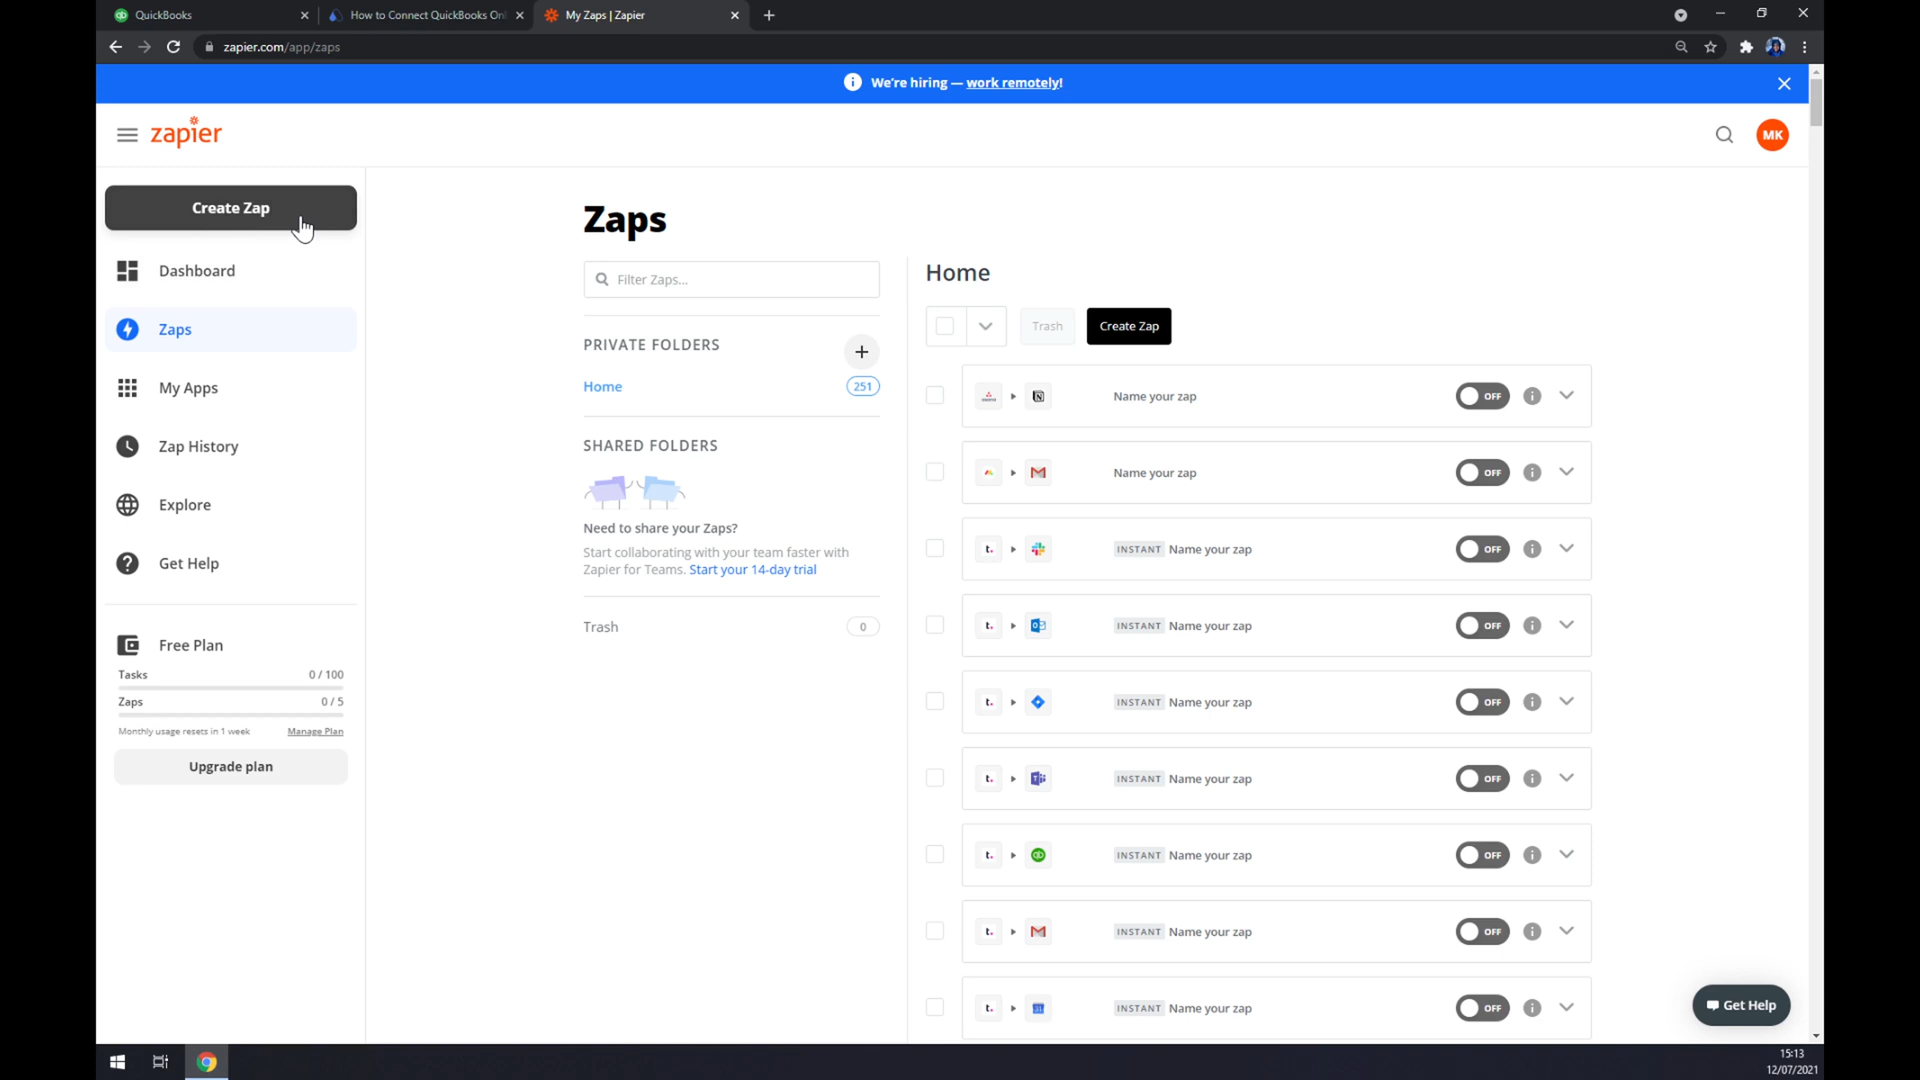 QuickBooks
How to Connect QuickBooks Onl
My Zaps | Zapier
zapier.com/app/zaps
We're hiring — work remotely!
zapier
MK
Create Zap
Dashboard
Zaps
My Apps
Zap History
Explore
Get Help
Free Plan
Tasks 0 / 100
Zaps 0 / 5
Monthly usage resets in 1 week Manage Plan
Upgrade plan
Zaps
Filter Zaps...
PRIVATE FOLDERS
Home 251
SHARED FOLDERS
Need to share your Zaps?
Start collaborating with your team faster with
Zapier for Teams. Start your 14-day trial
Trash 0
Home
Trash Create Zap
Name your zap OFF
Name your zap OFF
t. INSTANT Name your zap OFF
t. INSTANT Name your zap OFF
t. INSTANT Name your zap OFF
t. INSTANT Name your zap OFF
t. INSTANT Name your zap OFF
t. INSTANT Name your zap OFF
t. 31 INSTANT Name your zap OFF
Get Help
15:13
12/07/2021